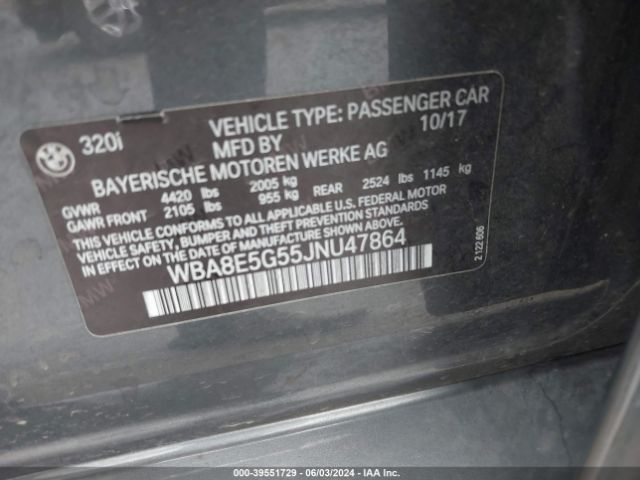 320i
VEHICLE TYPE: PASSENGER CAR
MFD BY 10/17
BAYERISCHE MOTOREN WERKE AG
GVWR 4420 lbs 2005 kg
GAWR FRONT 2105 lbs 955 kg REAR 2524 lbs 1145 kg
THIS VEHICLE CONFORMS TO ALL APPLICABLE U.S. FEDERAL MOTOR
VEHICLE SAFETY, BUMPER AND THEFT PREVENTION STANDARDS
IN EFFECT ON THE DATE OF MANUFACTURE SHOWN ABOVE.
WBA8E5G55JNU47864
2 122 606
000-39551729 - 06/03/2024 - IAA Inc.